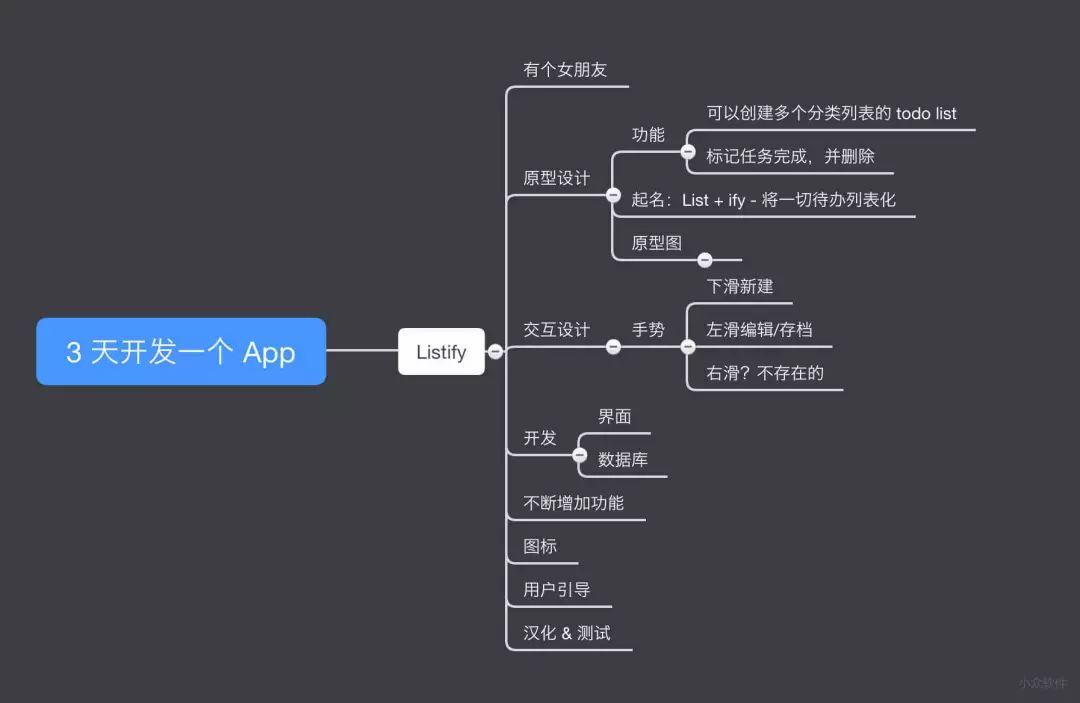 3 天开发一个 App
Listify
有个女朋友
原型设计
功能
可以创建多个分类列表的 todo list
标记任务完成，并删除
起名：List + ify - 将一切待办列表化
原型图
交互设计
手势
下滑新建
左滑编辑/存档
右滑？不存在的
开发
界面
数据库
不断增加功能
图标
用户引导
汉化 & 测试
小众软件